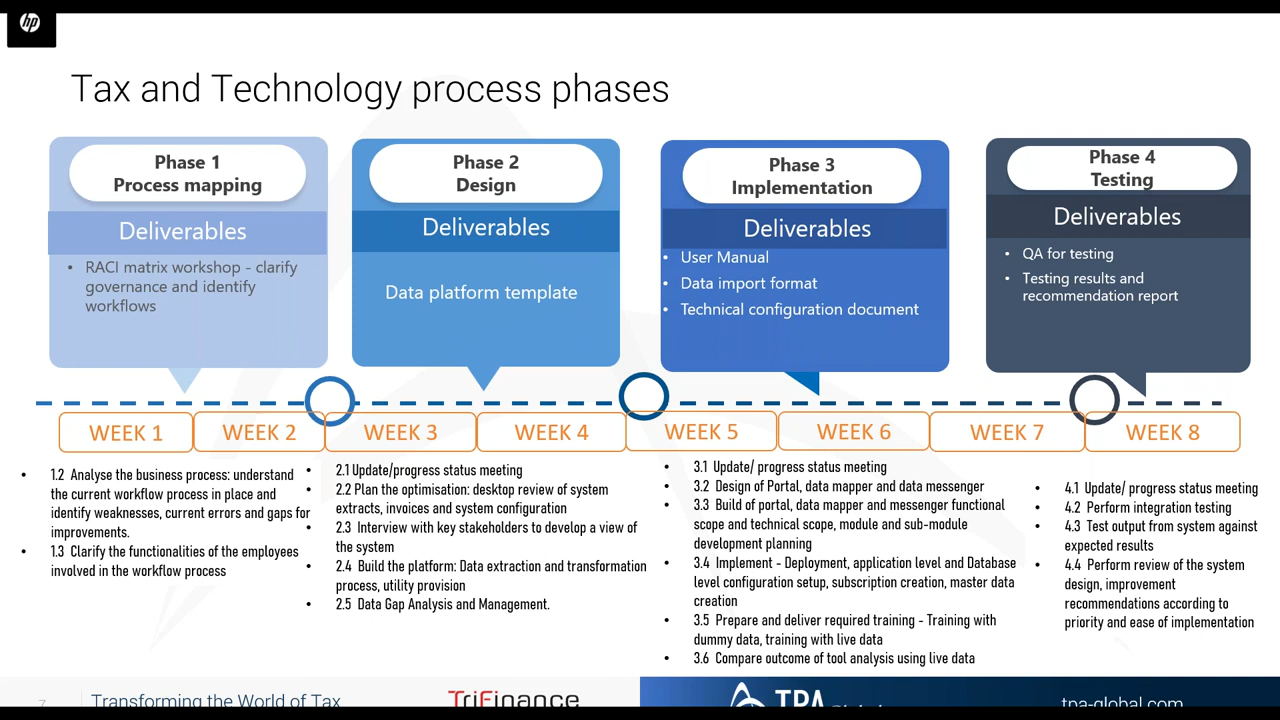 hp
Tax and Technology process phases
Phase 1
Process mapping
Deliverables
• RACI matrix workshop - clarify
governance and identify
workflows
Phase 2
Design
Deliverables
Data platform template
Phase 3
Implementation
Deliverables
• User Manual
• Data import format
• Technical configuration document
Phase 4
Testing
Deliverables
• QA for testing
• Testing results and
recommendation report
WEEK 1
WEEK 2
WEEK 3
WEEK 4
WEEK 5
WEEK 6
WEEK 7
WEEK 8
• 1.2 Analyse the business process: understand
the current workflow process in place and
identify weaknesses, current errors and gaps for
improvements.
• 1.3 Clarify the functionalities of the employees
involved in the workflow process
• 2.1 Update/progress status meeting
• 2.2 Plan the optimisation: desktop review of system
extracts, invoices and system configuration
• 2.3 Interview with key stakeholders to develop a view of
the system
• 2.4 Build the platform: Data extraction and transformation
process, utility provision
• 2.5 Data Gap Analysis and Management.
• 3.1 Update/ progress status meeting
• 3.2 Design of Portal, data mapper and data messenger
• 3.3 Build of portal, data mapper and messenger functional
scope and technical scope, module and sub-module
development planning
• 3.4 Implement - Deployment, application level and Database
level configuration setup, subscription creation, master data
creation
• 3.5 Prepare and deliver required training - Training with
dummy data, training with live data
• 3.6 Compare outcome of tool analysis using live data
• 4.1 Update/ progress status meeting
• 4.2 Perform integration testing
• 4.3 Test output from system against
expected results
• 4.4 Perform review of the system
design, improvement
recommendations according to
priority and ease of implementation
7
Transforming the World of Tax
TriFinance
TPA Global
tpa-global.com